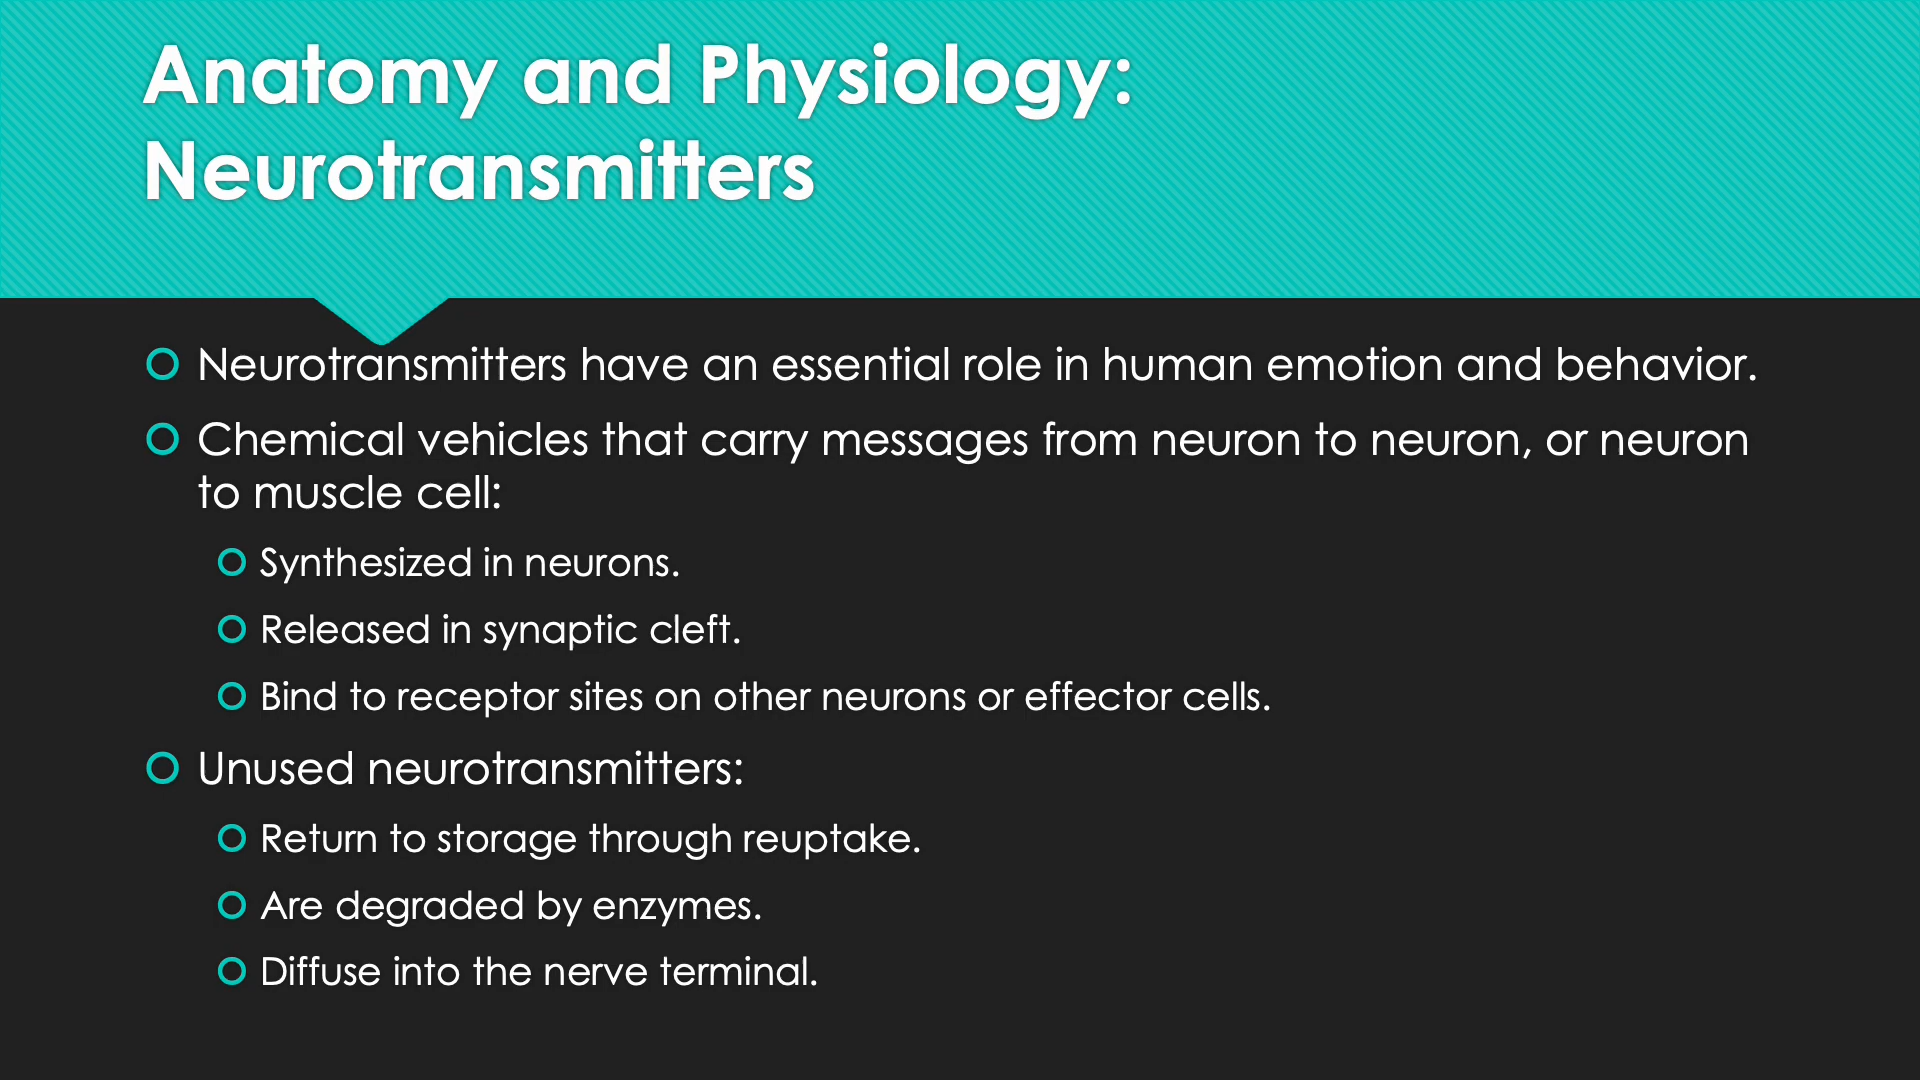 Anatomy and Physiology:
Neurotransmitters
Neurotransmitters have an essential role in human emotion and behavior.
Chemical vehicles that carry messages from neuron to neuron, or neuron
to muscle cell:
Synthesized in neurons.
Released in synaptic cleft.
Bind to receptor sites on other neurons or effector cells.
Unused neurotransmitters:
Return to storage through reuptake.
Are degraded by enzymes.
Diffuse into the nerve terminal.